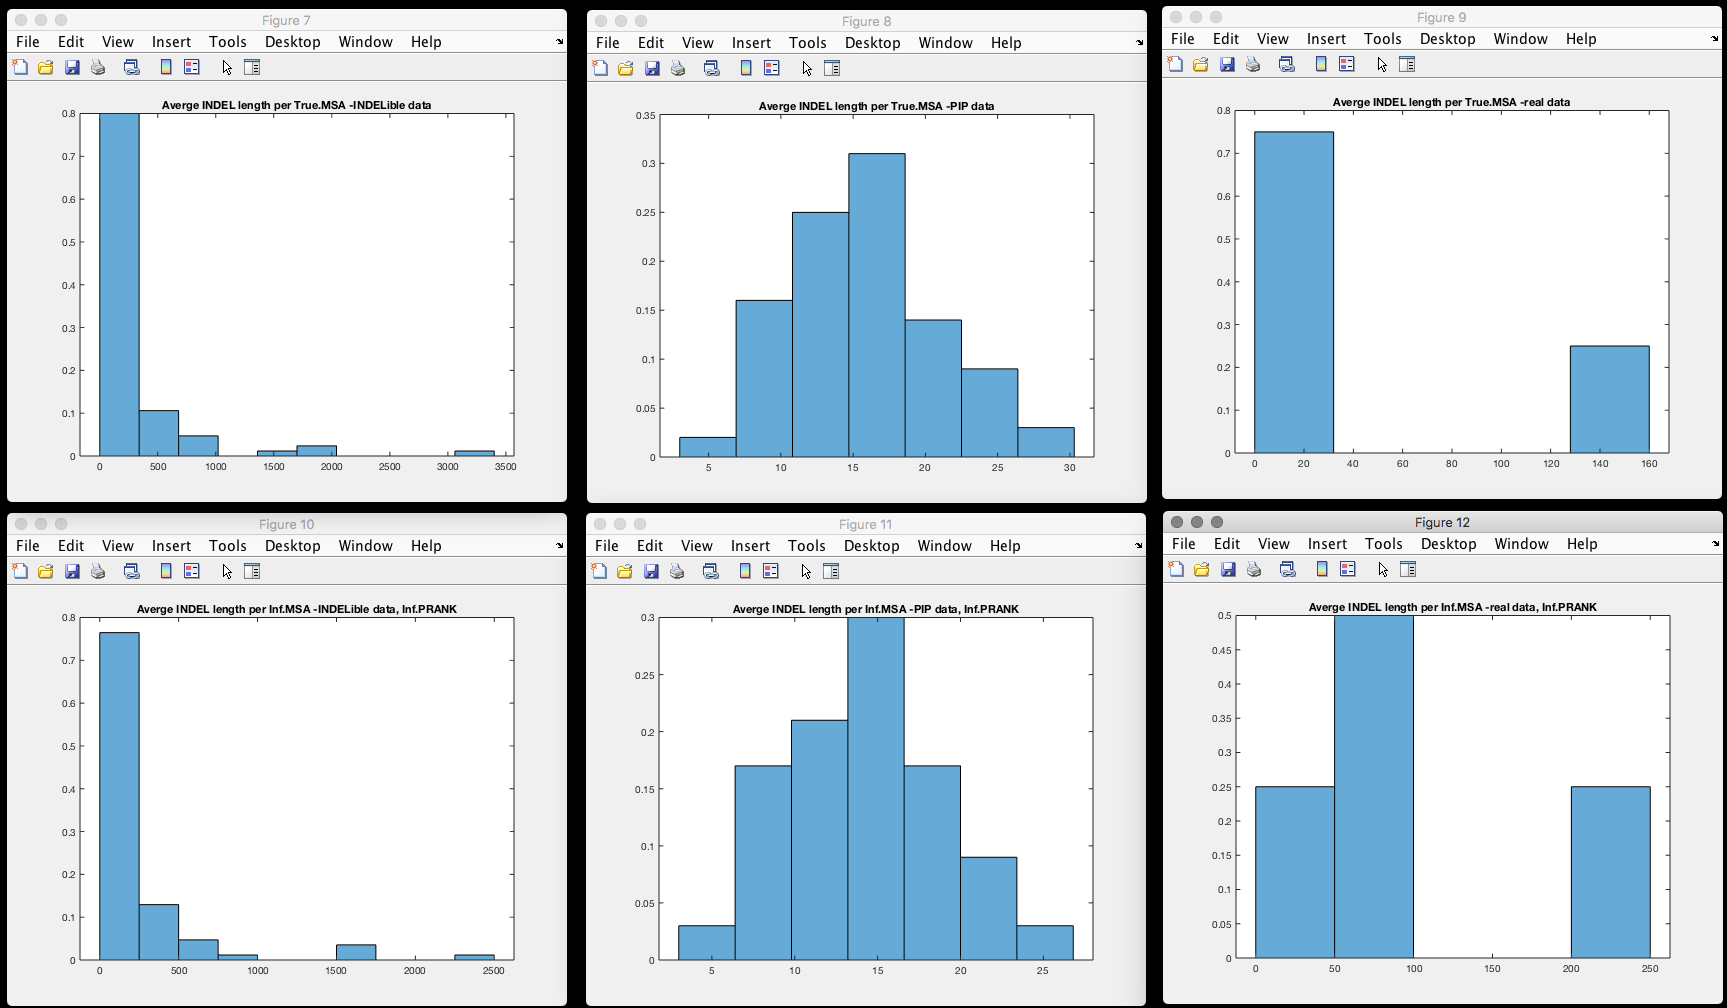 Figure 7
File Edit View Insert Tools Desktop Window Help
Averge INDEL length per True.MSA -INDELible data
0.8
0.7
0.6
0.5
0.4
0.3
0.2
0.1
0
0 500 1000 1500 2000 2500 3000 3500
Figure 8
File Edit View Insert Tools Desktop Window Help
Averge INDEL length per True.MSA -PIP data
0.35
0.3
0.25
0.2
0.15
0.1
0.05
0
5 10 15 20 25 30
Figure 9
File Edit View Insert Tools Desktop Window Help
Averge INDEL length per True.MSA -real data
0.8
0.7
0.6
0.5
0.4
0.3
0.2
0.1
0
0 20 40 60 80 100 120 140 160
Figure 10
File Edit View Insert Tools Desktop Window Help
Averge INDEL length per Inf.MSA -INDELible data, Inf.PRANK
0.8
0.7
0.6
0.5
0.4
0.3
0.2
0.1
0
0 500 1000 1500 2000 2500
Figure 11
File Edit View Insert Tools Desktop Window Help
Averge INDEL length per Inf.MSA -PIP data, Inf.PRANK
0.3
0.25
0.2
0.15
0.1
0.05
0
5 10 15 20 25
Figure 12
File Edit View Insert Tools Desktop Window Help
Averge INDEL length per Inf.MSA -real data, Inf.PRANK
0.5
0.45
0.4
0.35
0.3
0.25
0.2
0.15
0.1
0.05
0
0 50 100 150 200 250